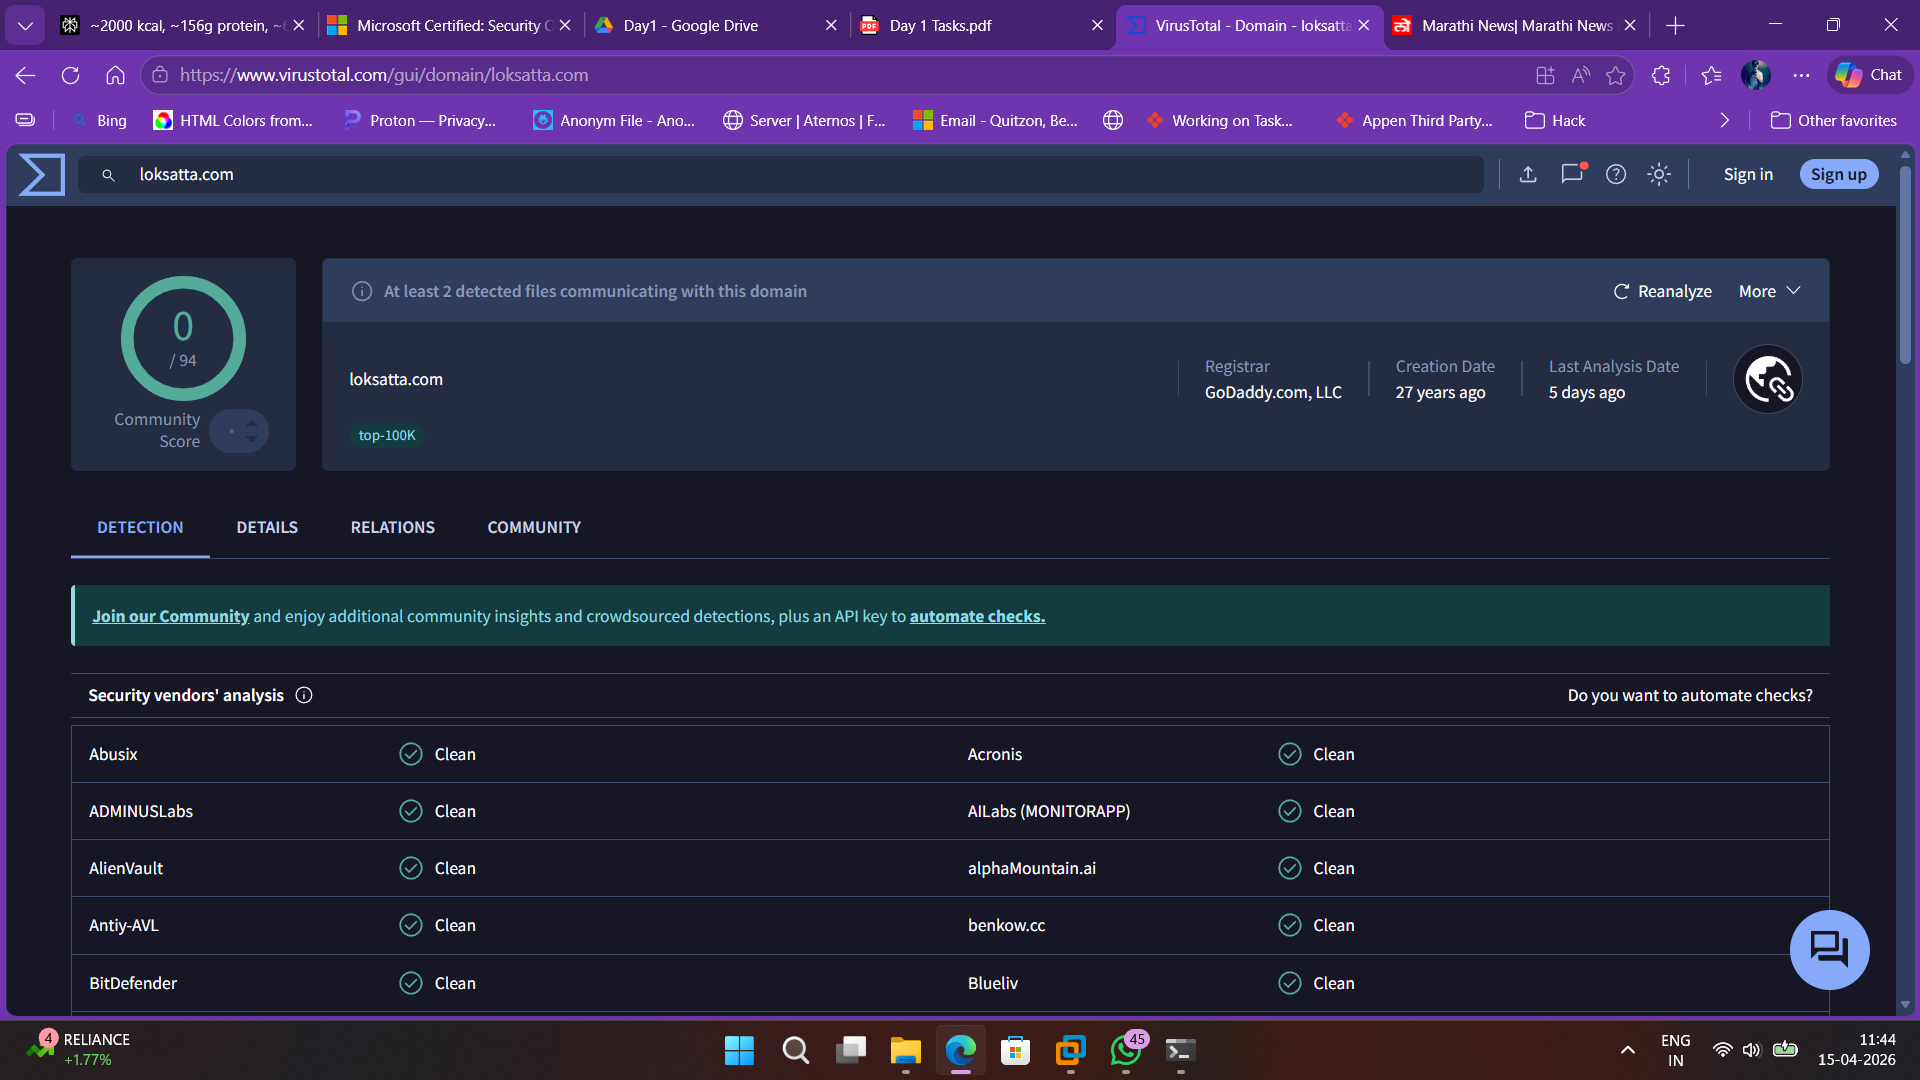 ~2000 kcal, ~156g protein, ~6
Microsoft Certified: Security O
Day1 - Google Drive
Day 1 Tasks.pdf
VirusTotal - Domain - loksatta
Marathi News| Marathi News
https://www.virustotal.com/gui/domain/loksatta.com
Chat
Bing
HTML Colors from...
Proton — Privacy...
Anonym File - Ano...
Server | Aternos | F...
Email - Quitzon, Be...
Working on Task...
Appen Third Party...
Hack
Other favorites
loksatta.com
Sign in
Sign up
0
/ 94
Community
Score
At least 2 detected files communicating with this domain
Reanalyze
More
loksatta.com
top-100K
Registrar
GoDaddy.com, LLC
Creation Date
27 years ago
Last Analysis Date
5 days ago
DETECTION
DETAILS
RELATIONS
COMMUNITY
Join our Community and enjoy additional community insights and crowdsourced detections, plus an API key to automate checks.
Security vendors' analysis
Do you want to automate checks?
Abusix
Clean
Acronis
Clean
ADMINUSLabs
Clean
AILabs (MONITORAPP)
Clean
AlienVault
Clean
alphaMountain.ai
Clean
Antiy-AVL
Clean
benkow.cc
Clean
BitDefender
Clean
Blueliv
Clean
4
RELIANCE
+1.77%
45
ENG
IN
11:44
15-04-2026